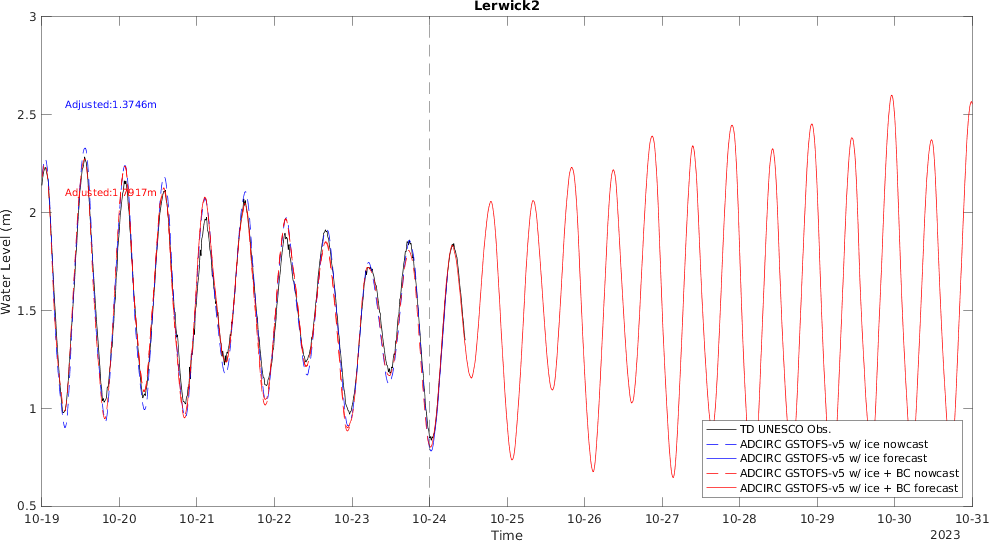 Lerwick2
3
2.5
2
1.5
1
0.5
Water Level (m)
Adjusted:1.3746m
Adjusted:1.7917m
TD UNESCO Obs.
ADCIRC GSTOFS-v5 w/ ice nowcast
ADCIRC GSTOFS-v5 w/ ice forecast
ADCIRC GSTOFS-v5 w/ ice + BC nowcast
ADCIRC GSTOFS-v5 w/ ice + BC forecast
10-19 10-20 10-21 10-22 10-23 10-24 10-25 10-26 10-27 10-28 10-29 10-30 10-31
Time
2023